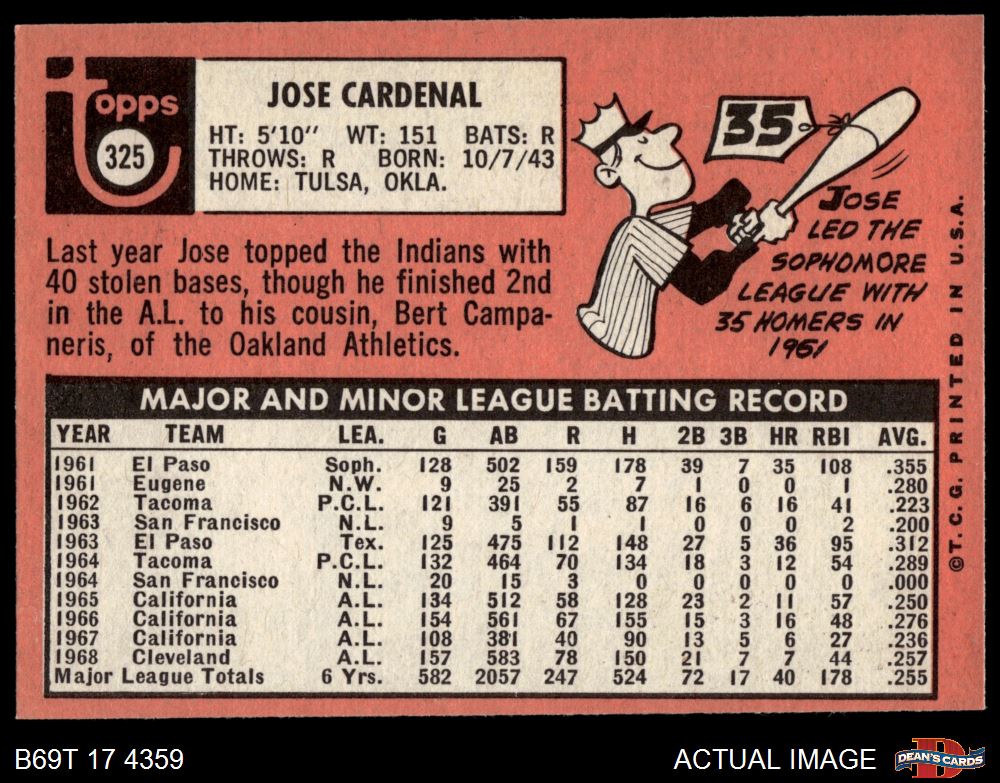 Topps
325
JOSE CARDENAL
HT: 5'10" WT: 151 BATS: R
THROWS: R BORN: 10/7/43
HOME: TULSA, OKLA.
Last year Jose topped the Indians with
40 stolen bases, though he finished 2nd
in the A.L. to his cousin, Bert Campa-
neris, of the Oakland Athletics.
35
JOSE
LED THE
SOPHOMORE
LEAGUE WITH
35 HOMERS IN
1961
MAJOR AND MINOR LEAGUE BATTING RECORD
YEAR TEAM LEA. G AB R H 2B 3B HR RBI AVG.
1961 El Paso Soph. 128 502 159 178 39 7 35 108 .355
1961 Eugene N.W. 9 25 2 7 1 0 0 1 .280
1962 Tacoma P.C.L. 121 391 55 87 16 6 16 41 .223
1963 San Francisco N.L. 9 5 1 1 0 0 0 2 .200
1963 El Paso Tex. 125 475 112 148 27 5 36 95 .312
1964 Tacoma P.C.L. 132 464 70 134 18 3 12 54 .289
1964 San Francisco N.L. 20 15 3 0 0 0 0 0 .000
1965 California A.L. 134 512 58 128 23 2 11 57 .250
1966 California A.L. 154 561 67 155 15 3 16 48 .276
1967 California A.L. 108 381 40 90 13 5 6 27 .236
1968 Cleveland A.L. 157 583 78 150 21 7 7 44 .257
Major League Totals 6 Yrs. 582 2057 247 524 72 17 40 178 .255
©T.C.G. PRINTED IN U.S.A.
B69T 17 4359
ACTUAL IMAGE
D
DEAN'S CARDS